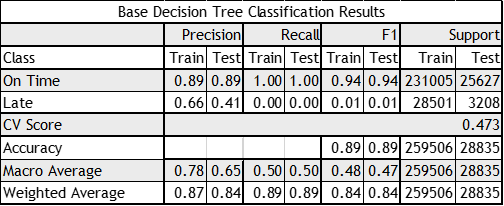 Base Decision Tree Classification Results
Precision Recall F1 Support
Class Train Test Train Test Train Test Train Test
On Time 0.89 0.89 1.00 1.00 0.94 0.94 231005 25627
Late 0.66 0.41 0.00 0.00 0.01 0.01 28501 3208
CV Score 0.473
Accuracy 0.89 0.89 259506 28835
Macro Average 0.78 0.65 0.50 0.50 0.48 0.47 259506 28835
Weighted Average 0.87 0.84 0.89 0.89 0.84 0.84 259506 28835